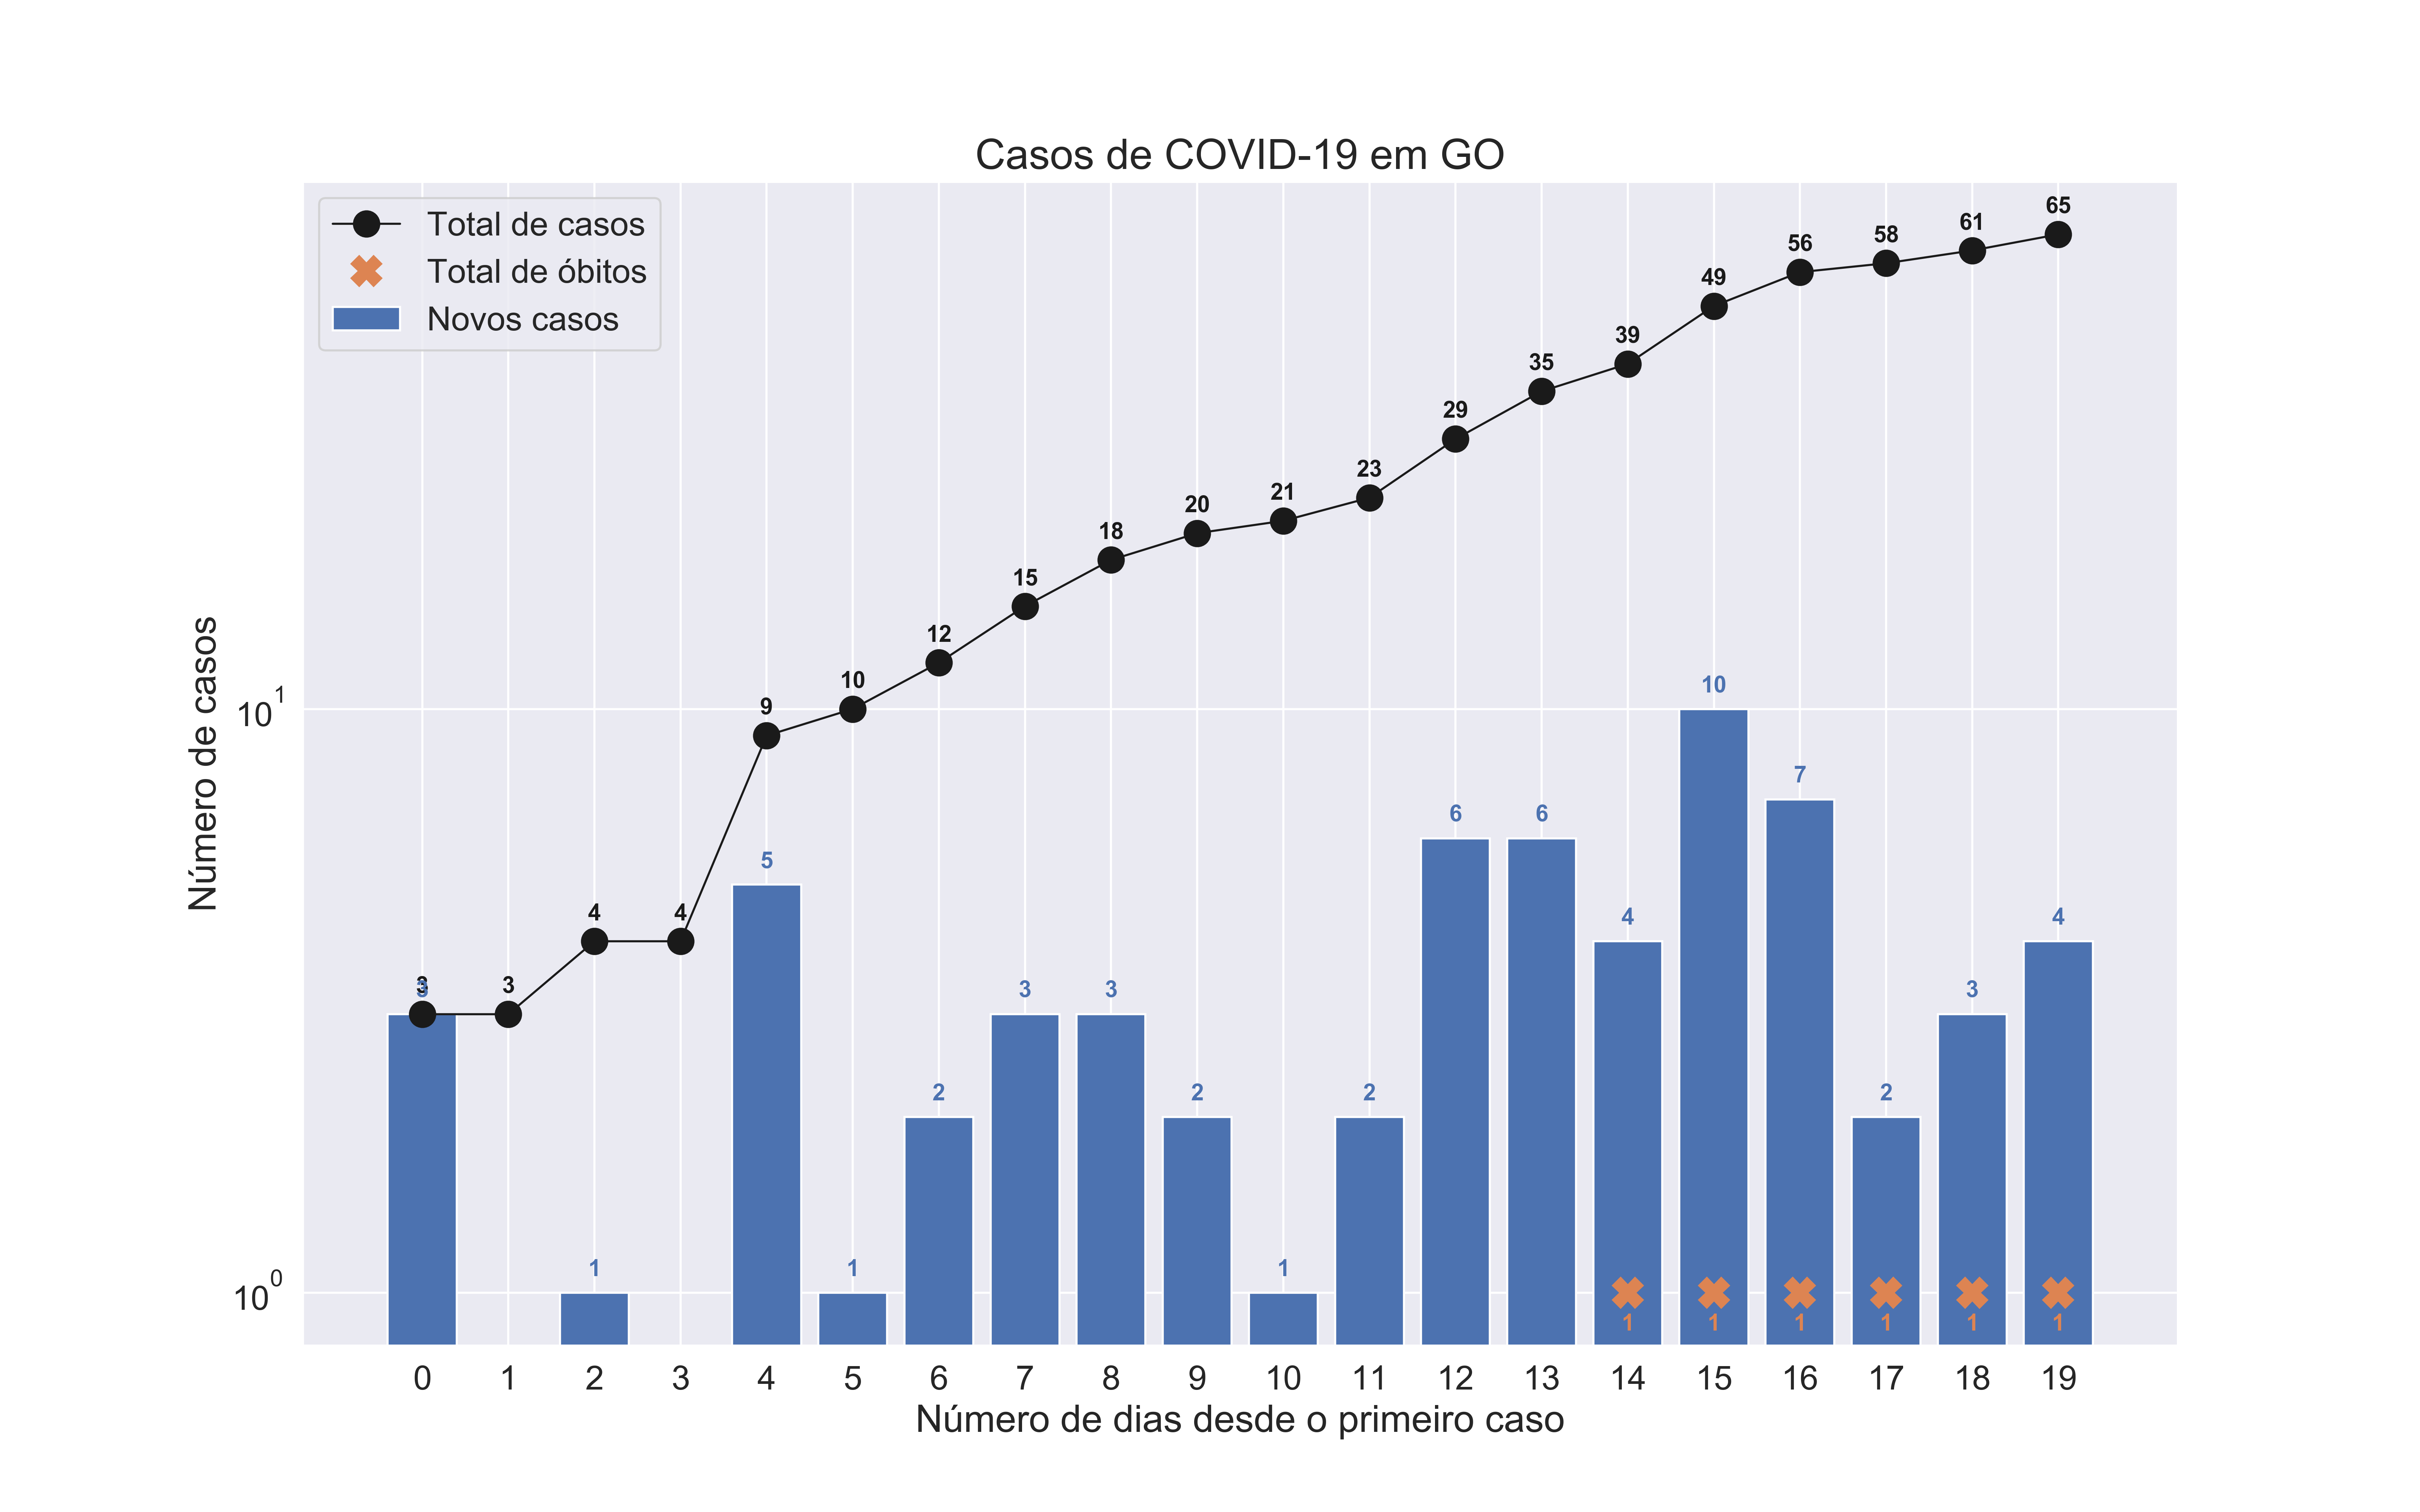 Casos de COVID-19 em GO
Total de casos
Total de óbitos
Novos casos
Número de casos
10^1
10^0
3 3 4 4 9 10 12 15 18 20 21 23 29 35 39 49 56 58 61 65
3 1 5 1 2 3 3 2 1 2 6 6 4 10 7 2 3 4
1 1 1 1 1 1
0 1 2 3 4 5 6 7 8 9 10 11 12 13 14 15 16 17 18 19
Número de dias desde o primeiro caso